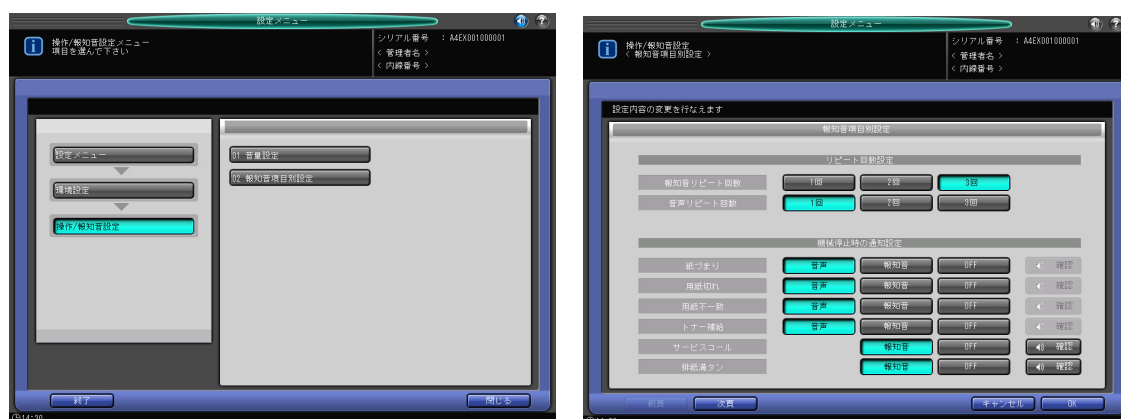 設定メニュー
操作/報知音設定メニュー
項目を選んで下さい
シリアル番号 : A4EX001000001
< 管理者名 >
< 内線番号 >
設定メニュー
環境設定
操作/報知音設定
01 音量設定
02 報知音項目別設定
終了
閉じる
14:30
設定メニュー
操作/報知音設定
< 報知音項目別設定 >
シリアル番号 : A4EX001000001
< 管理者名 >
< 内線番号 >
設定内容の変更を行なえます
報知音項目別設定
リピート回数設定
報知音リピート回数 1回 2回 3回
音声リピート回数 1回 2回 3回
機械停止時の通知設定
紙づまり 音声 報知音 OFF 確認
用紙切れ 音声 報知音 OFF 確認
用紙不一致 音声 報知音 OFF 確認
トナー補給 音声 報知音 OFF 確認
サービスコール 報知音 OFF 確認
排紙満タン 報知音 OFF 確認
前頁 次頁 キャンセル OK